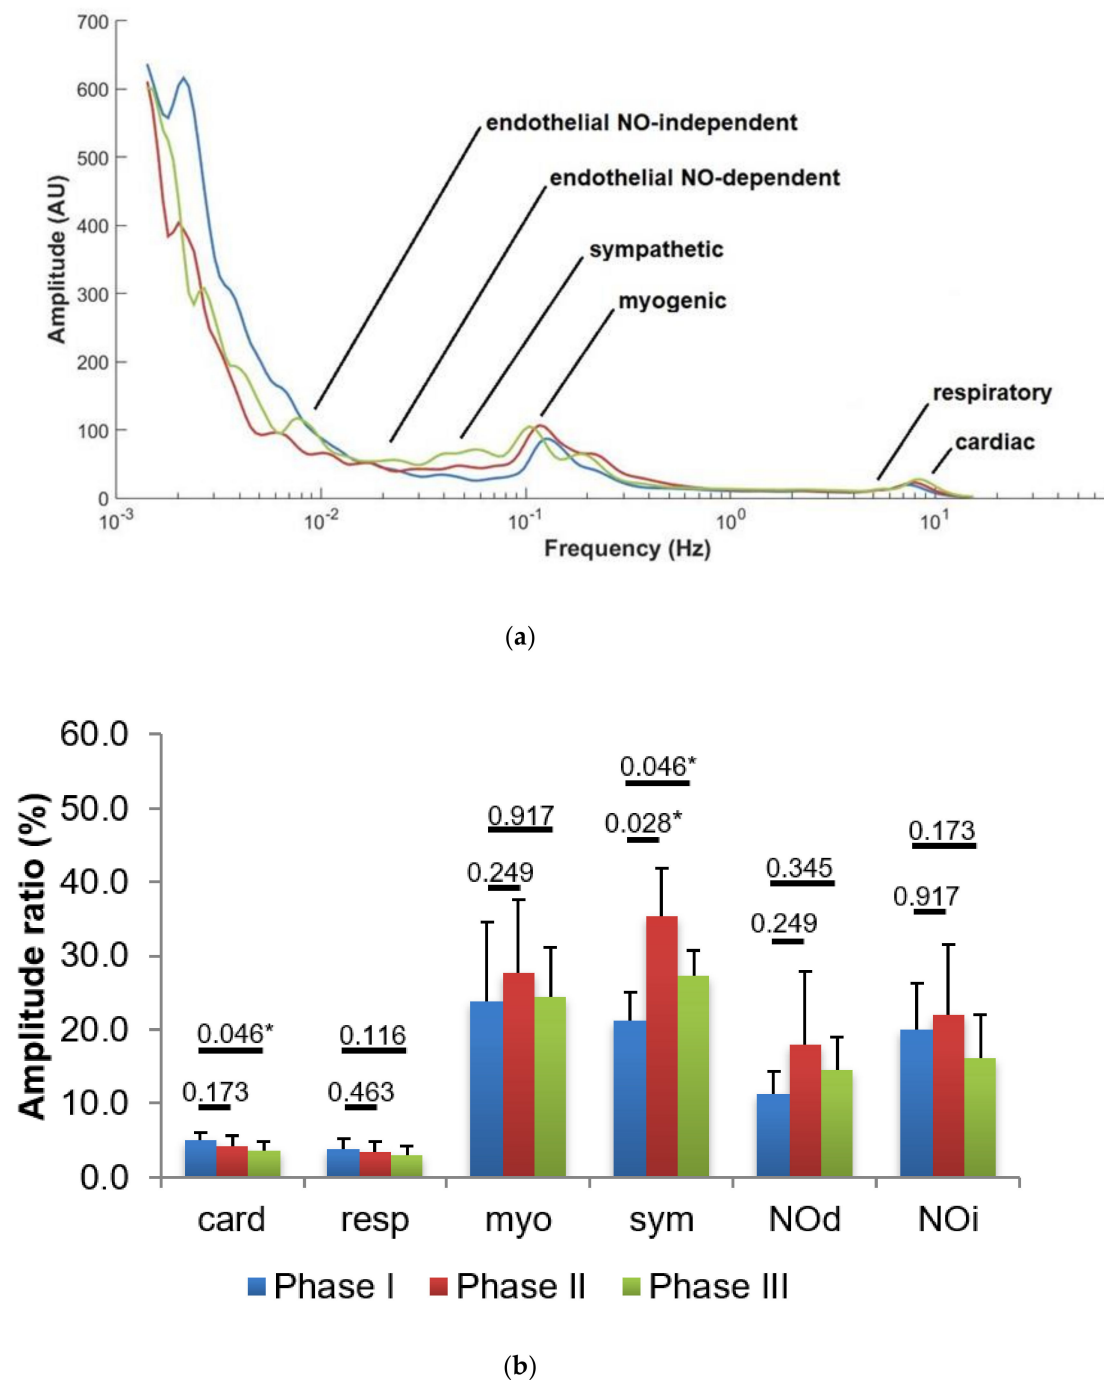 700
600
500
400
300
200
100
0
Amplitude (AU)
endothelial NO-independent
endothelial NO-dependent
sympathetic
myogenic
respiratory
cardiac
10-3 10-2 10-1 100 101
Frequency (Hz)
(a)
60.0
50.0
40.0
30.0
20.0
10.0
0.0
Amplitude ratio (%)
0.046*
0.173
0.116
0.463
0.917
0.249
0.046*
0.028*
0.345
0.249
0.173
0.917
card resp myo sym NOd NOi
Phase I Phase II Phase III
(b)